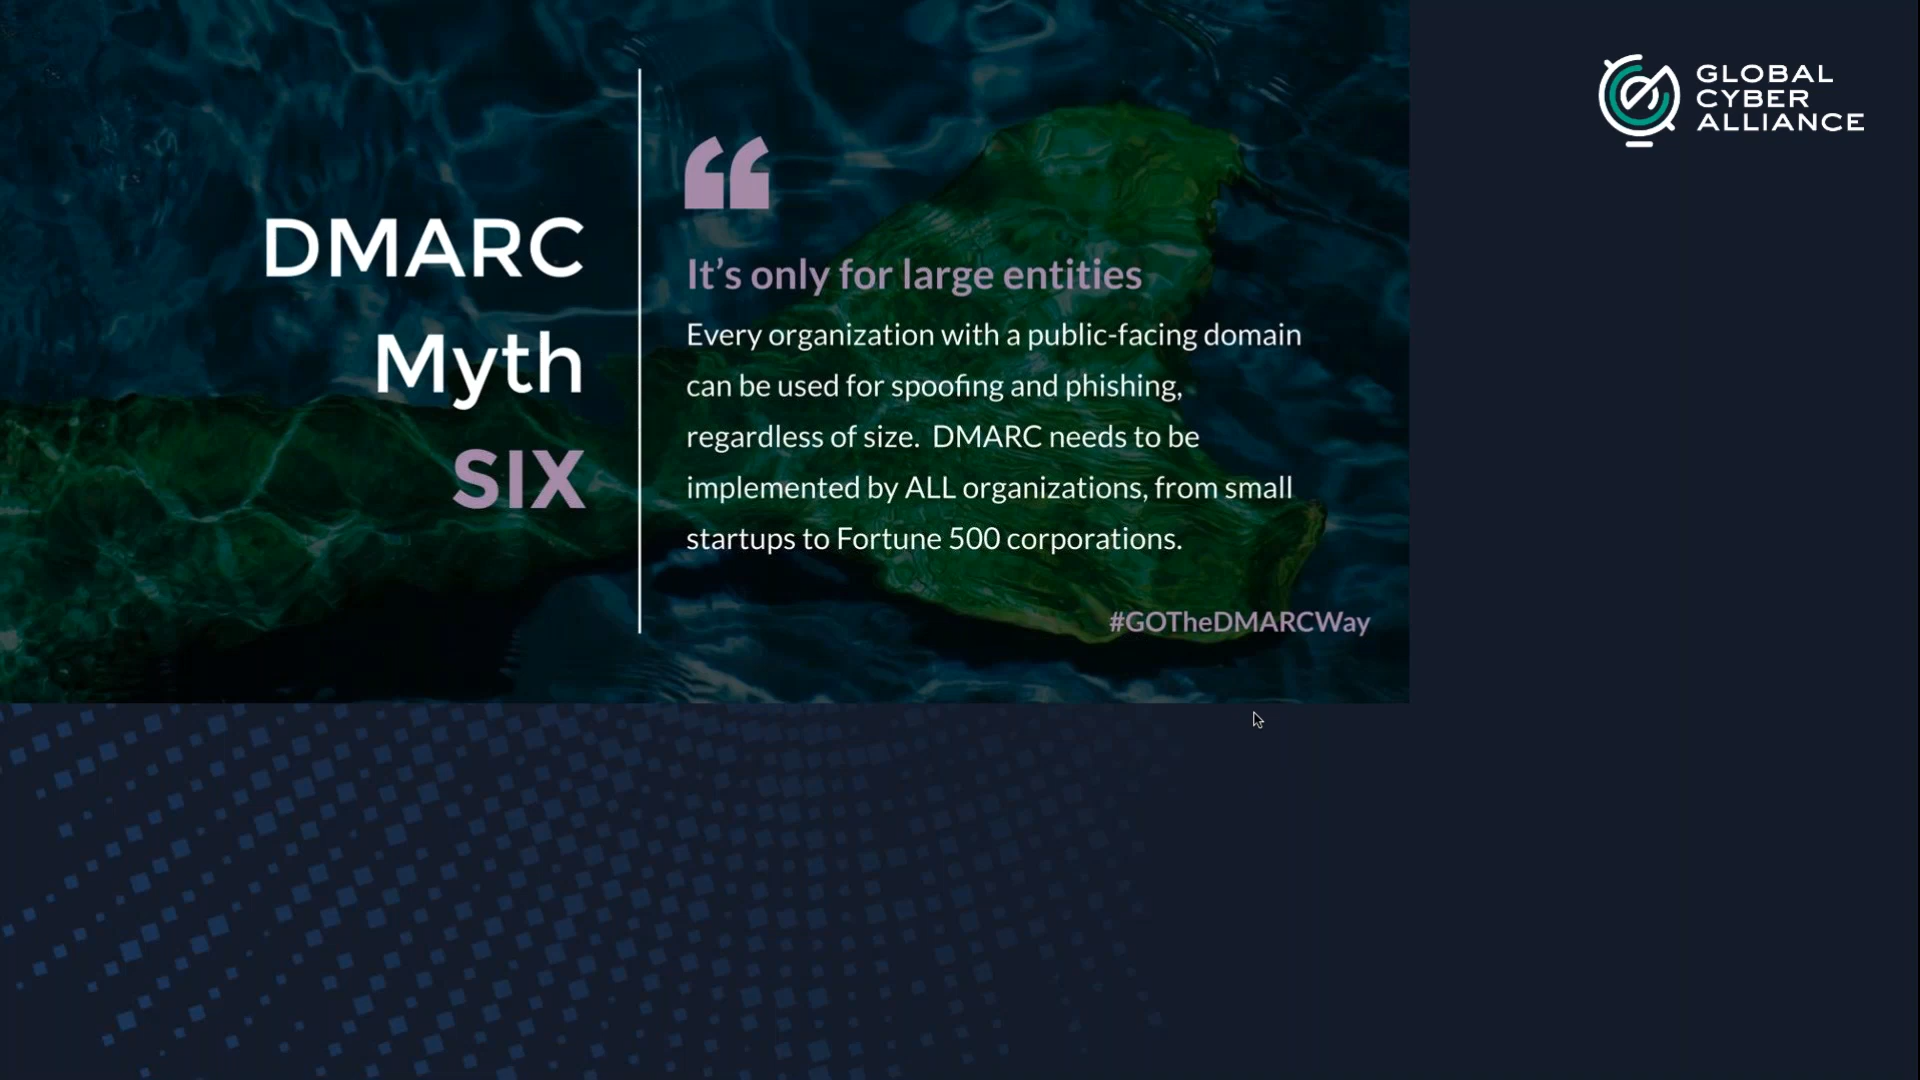 DMARC
Myth
SIX
“
It’s only for large entities
Every organization with a public-facing domain
can be used for spoofing and phishing,
regardless of size.  DMARC needs to be
implemented by ALL organizations, from small
startups to Fortune 500 corporations.
#GOTheDMARCWay
GLOBAL
CYBER
ALLIANCE